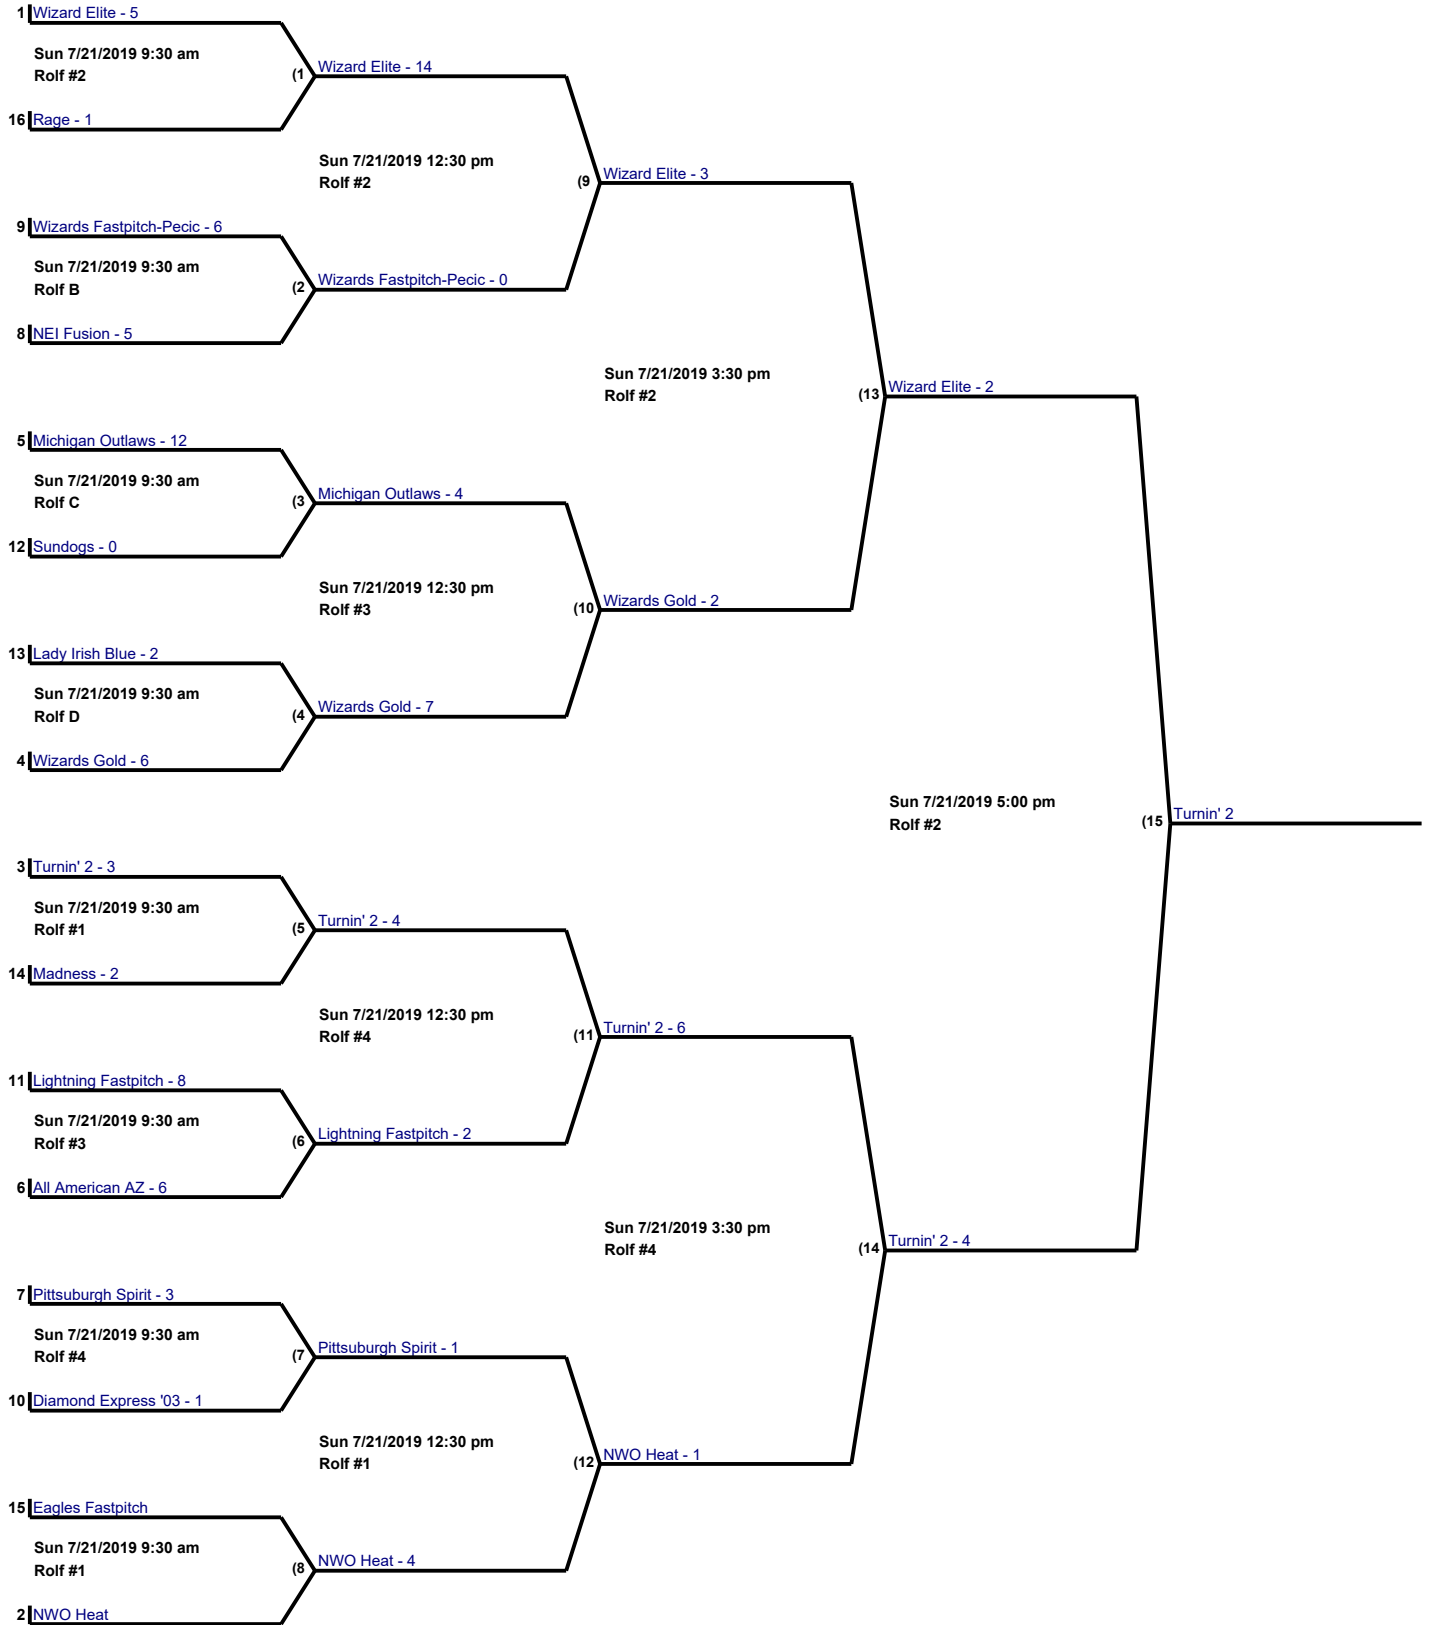 1 Wizard Elite - 5
Sun 7/21/2019 9:30 am
Rolf #2
(1
Wizard Elite - 14
16 Rage - 1
Sun 7/21/2019 12:30 pm
Rolf #2
(9
Wizard Elite - 3
9 Wizards Fastpitch-Pecic - 6
Sun 7/21/2019 9:30 am
Rolf B
(2
Wizards Fastpitch-Pecic - 0
8 NEI Fusion - 5
Sun 7/21/2019 3:30 pm
Rolf #2
(13
Wizard Elite - 2
5 Michigan Outlaws - 12
Sun 7/21/2019 9:30 am
Rolf C
(3
Michigan Outlaws - 4
12 Sundogs - 0
Sun 7/21/2019 12:30 pm
Rolf #3
(10
Wizards Gold - 2
13 Lady Irish Blue - 2
Sun 7/21/2019 9:30 am
Rolf D
(4
Wizards Gold - 7
4 Wizards Gold - 6
Sun 7/21/2019 5:00 pm
Rolf #2
(15
Turnin' 2
3 Turnin' 2 - 3
Sun 7/21/2019 9:30 am
Rolf #1
(5
Turnin' 2 - 4
14 Madness - 2
Sun 7/21/2019 12:30 pm
Rolf #4
(11
Turnin' 2 - 6
11 Lightning Fastpitch - 8
Sun 7/21/2019 9:30 am
Rolf #3
(6
Lightning Fastpitch - 2
6 All American AZ - 6
Sun 7/21/2019 3:30 pm
Rolf #4
(14
Turnin' 2 - 4
7 Pittsuburgh Spirit - 3
Sun 7/21/2019 9:30 am
Rolf #4
(7
Pittsuburgh Spirit - 1
10 Diamond Express '03 - 1
Sun 7/21/2019 12:30 pm
Rolf #1
(12
NWO Heat - 1
15 Eagles Fastpitch
Sun 7/21/2019 9:30 am
Rolf #1
(8
NWO Heat - 4
2 NWO Heat